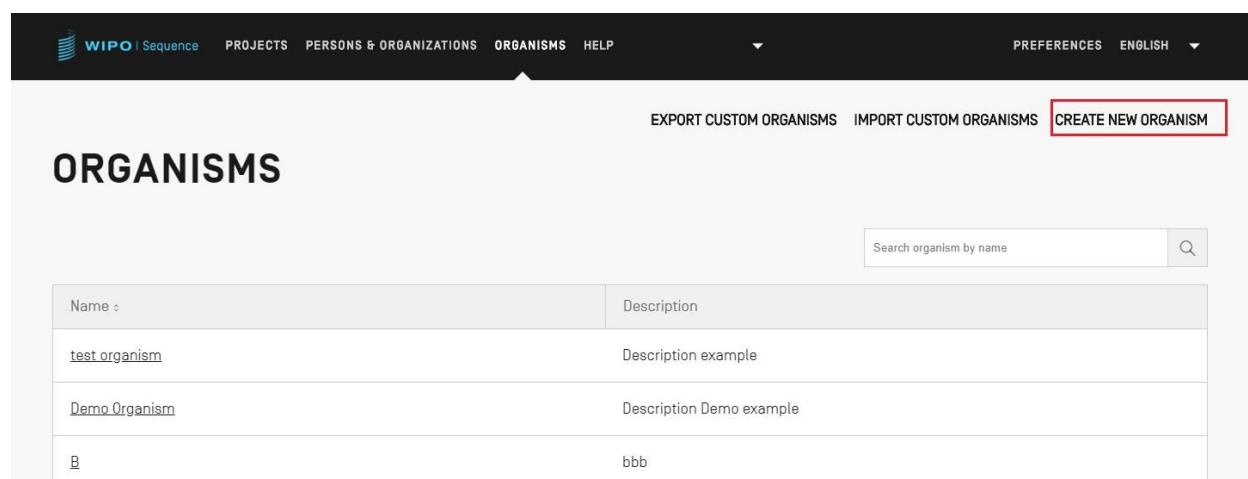 WIPO | Sequence PROJECTS PERSONS & ORGANIZATIONS ORGANISMS HELP PREFERENCES ENGLISH
EXPORT CUSTOM ORGANISMS IMPORT CUSTOM ORGANISMS CREATE NEW ORGANISM
ORGANISMS
Search organism by name
Name Description
test organism Description example
Demo Organism Description Demo example
B bbb